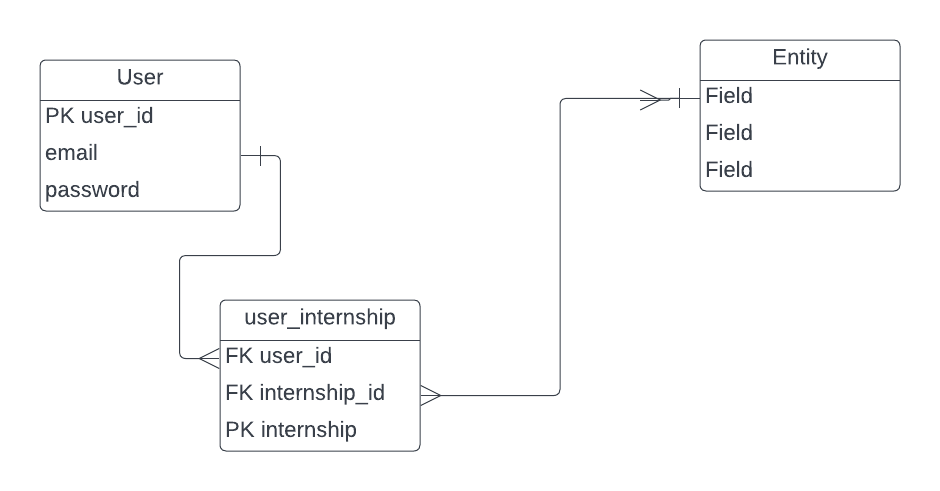 User
PK user_id
email
password
Entity
Field
Field
Field
user_internship
FK user_id
FK internship_id
PK internship